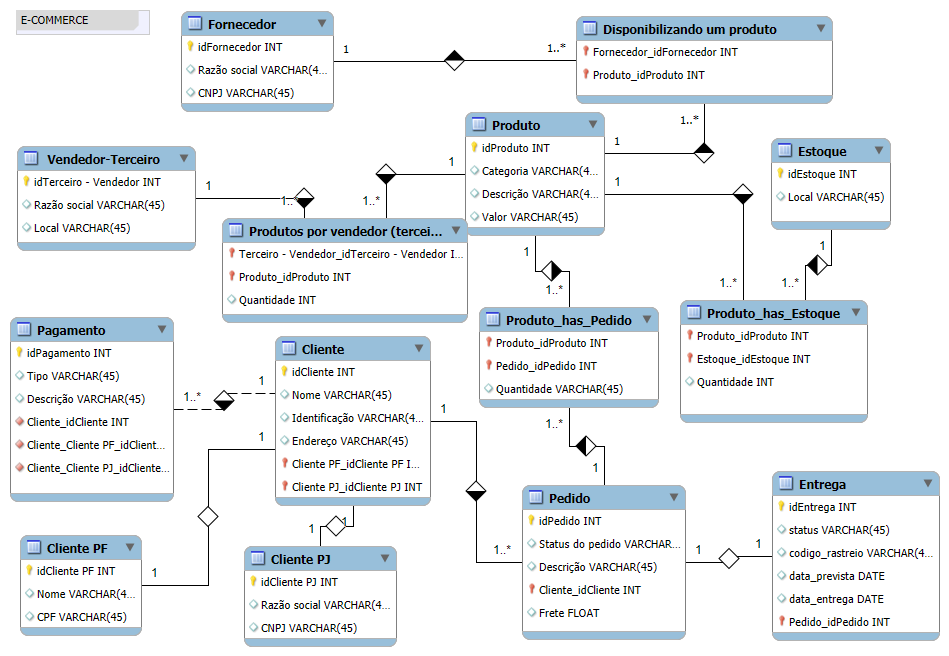 E-COMMERCE
Fornecedor
idFornecedor INT
Razão social VARCHAR(4...
CNPJ VARCHAR(45)
1
1..*
Disponibilizando um produto
Fornecedor_idFornecedor INT
Produto_idProduto INT
1..*
Produto
idProduto INT
Categoria VARCHAR(4...
Descrição VARCHAR(4...
Valor VARCHAR(45)
1
1
1
1
Estoque
idEstoque INT
Local VARCHAR(45)
1
1..*
1..*
Vendedor-Terceiro
idTerceiro - Vendedor INT
Razão social VARCHAR(45)
Local VARCHAR(45)
1
1..*
1..*
Produtos por vendedor (tercei...
Terceiro - Vendedor_idTerceiro - Vendedor I...
Produto_idProduto INT
Quantidade INT
1..*
Produto_has_Pedido
Produto_idProduto INT
Pedido_idPedido INT
Quantidade VARCHAR(45)
1..*
1
Produto_has_Estoque
Produto_idProduto INT
Estoque_idEstoque INT
Quantidade INT
Pagamento
idPagamento INT
Tipo VARCHAR(45)
Descrição VARCHAR(45)
Cliente_idCliente INT
Cliente_Cliente PF_idClient...
Cliente_Cliente PJ_idCliente...
1..*
1
1
Cliente
idCliente INT
Nome VARCHAR(45)
Identificação VARCHAR(4...
Endereço VARCHAR(45)
Cliente PF_idCliente PF I...
Cliente PJ_idCliente PJ INT
1
1..*
1
1
Cliente PF
idCliente PF INT
Nome VARCHAR(4...
CPF VARCHAR(45)
1
Cliente PJ
idCliente PJ INT
Razão social VARCHAR(4...
CNPJ VARCHAR(45)
Pedido
idPedido INT
Status do pedido VARCHAR...
Descrição VARCHAR(45)
Cliente_idCliente INT
Frete FLOAT
1
1
Entrega
idEntrega INT
status VARCHAR(45)
codigo_rastreio VARCHAR(4...
data_prevista DATE
data_entrega DATE
Pedido_idPedido INT